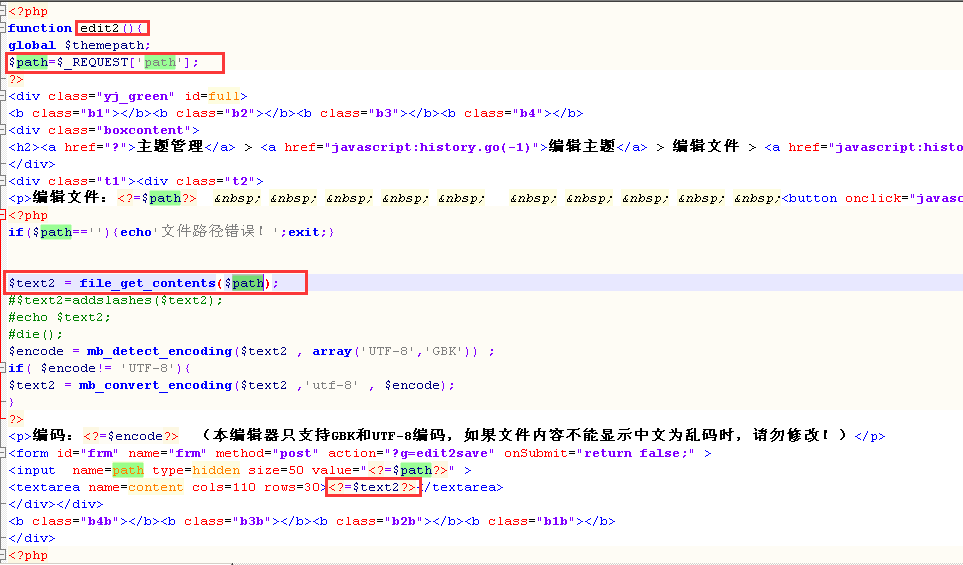 <?php
function edit2(){
global $themepath;
$path=$_REQUEST['path'];
?>
<div class="yj_green" id=full>
<b class="b1"></b><b class="b2"></b><b class="b3"></b><b class="b4"></b>
<div class="boxcontent">
<h2><a href="?">主题管理</a> > <a href="javascript:history.go(-1)">编辑主题</a> > 编辑文件 > <a href="javascript:histo
</div>
<div class="t1"><div class="t2">
<p>编辑文件：<?=$path?>  &nbsp; &nbsp; &nbsp; &nbsp; &nbsp;  &nbsp; &nbsp; &nbsp; &nbsp; &nbsp;<button onclick="javasc
<?php
if($path==''){echo'文件路径错误！';exit;}
$text2 = file_get_contents($path);
#$text2=addslashes($text2);
#echo $text2;
#die();
$encode = mb_detect_encoding($text2 , array('UTF-8','GBK')) ;
if( $encode!= 'UTF-8'){
$text2 = mb_convert_encoding($text2 ,'utf-8' , $encode);
}
?>
<p>编码：<?=$encode?> （本编辑器只支持GBK和UTF-8编码，如果文件内容不能显示中文为乱码时，请勿修改！）</p>
<form id="frm" name="frm" method="post" action="?g=edit2save" onSubmit="return false;" >
<input  name=path type=hidden size=50 value="<?=$path?>" >
<textarea name=content cols=110 rows=30><?=$text2?></textarea>
</div></div>
<b class="b4b"></b><b class="b3b"></b><b class="b2b"></b><b class="b1b"></b>
</div>
<?php